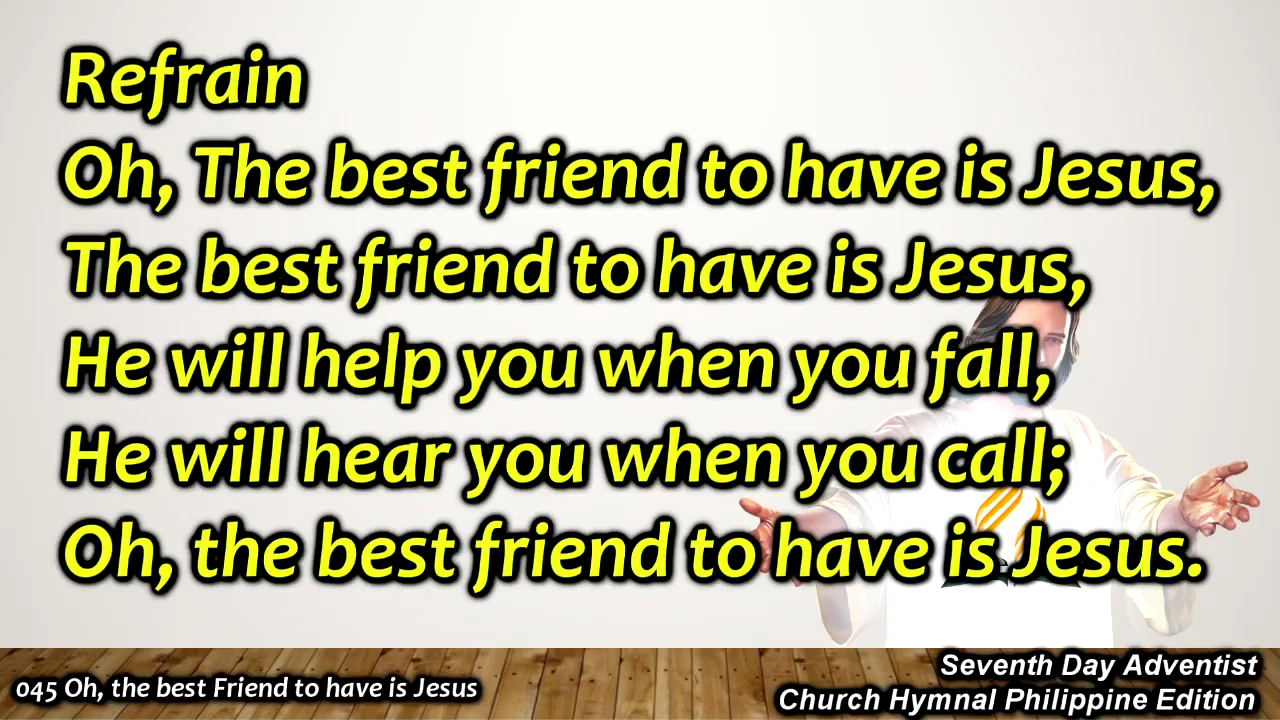 Refrain
Oh, The best friend to have is Jesus,
The best friend to have is Jesus,
He will help you when you fall,
He will hear you when you call;
Oh, the best friend to have is Jesus.
045 Oh, the best Friend to have is Jesus
Seventh Day Adventist
Church Hymnal Philippine Edition